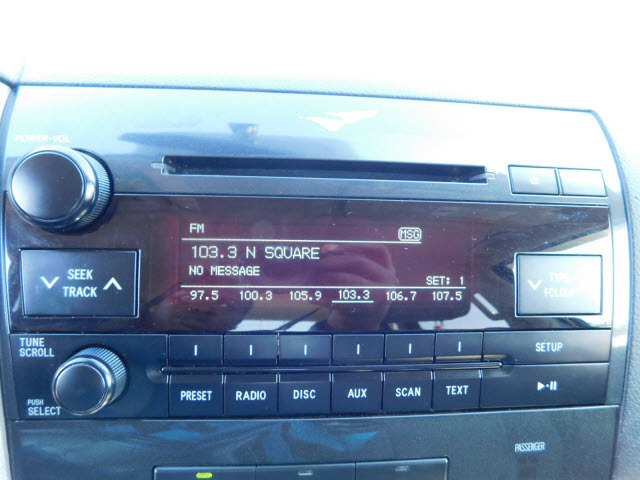 POWER-VOL
FM
MSG
103.3 N SQUARE
NO MESSAGE
SET: 1
97.5 100.3 105.9 103.3 106.7 107.5
SEEK
TRACK
TYPE
FOLDER
TUNE
SCROLL
SETUP
PUSH
SELECT
PRESET RADIO DISC AUX SCAN TEXT
PASSENGER